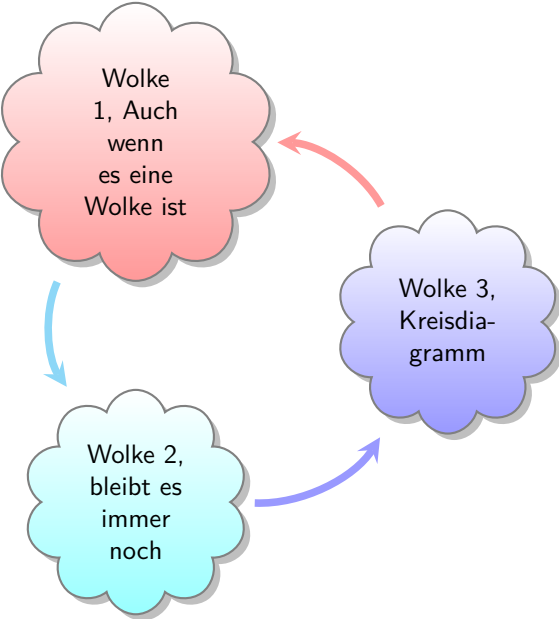 Wolke
1, Auch
wenn
es eine
Wolke ist
Wolke 2,
bleibt es
immer
noch
Wolke 3,
Kreisdia-
gramm